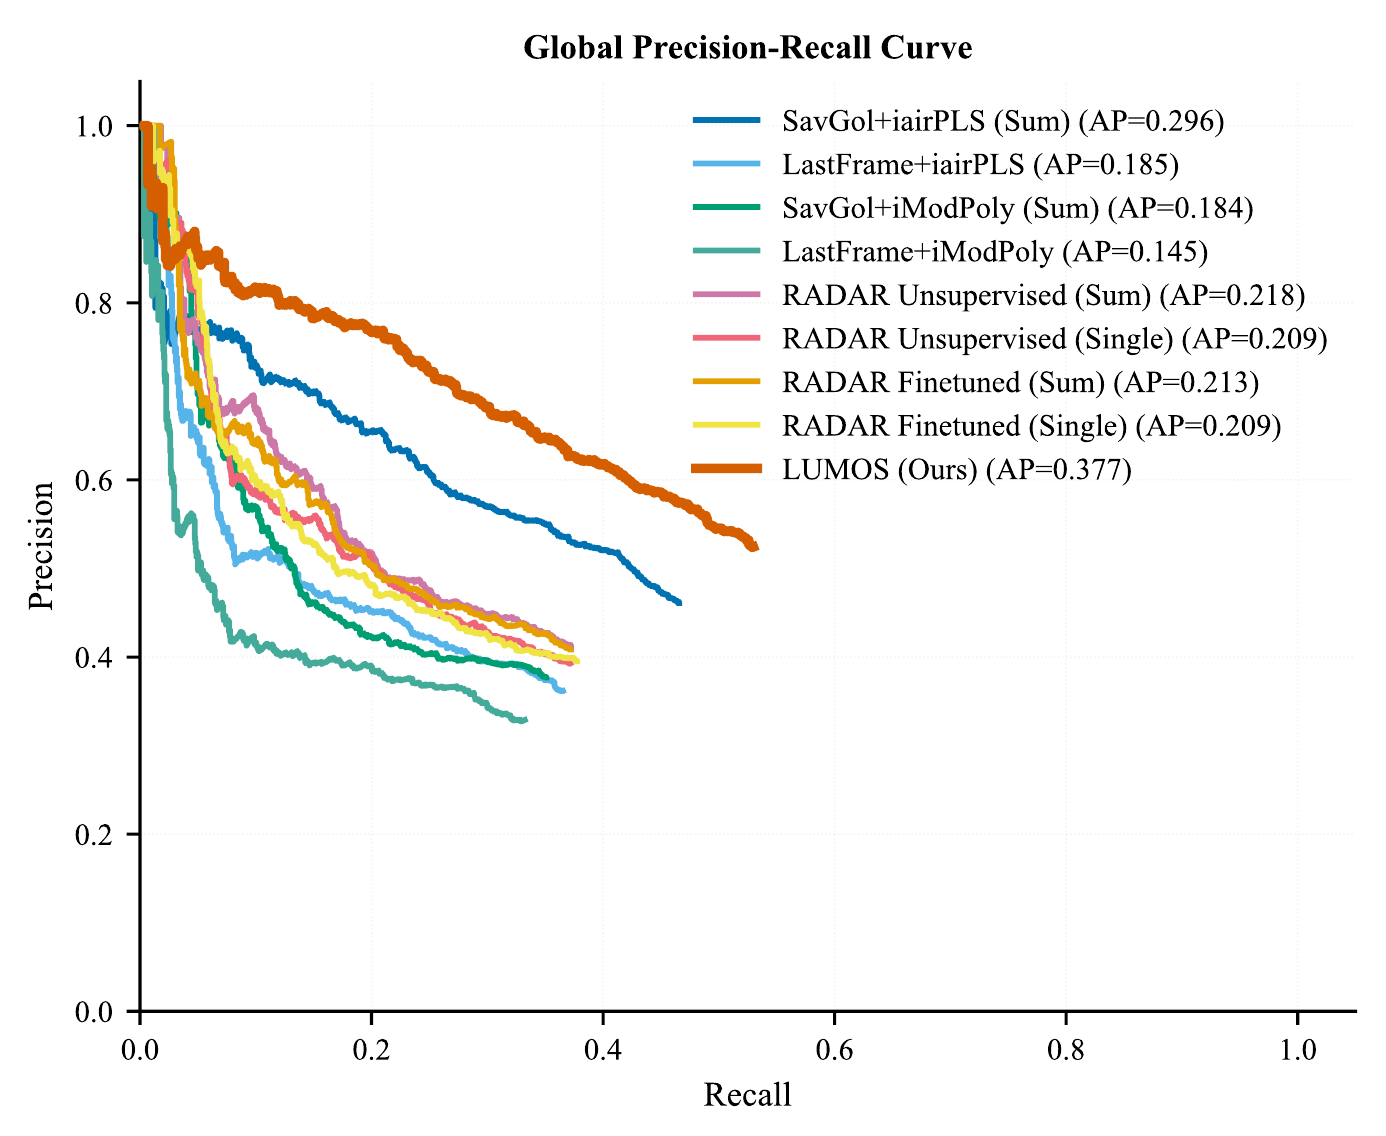 Global Precision-Recall Curve
SavGol+iairPLS (Sum) (AP=0.296)
LastFrame+iairPLS (AP=0.185)
SavGol+iModPoly (Sum) (AP=0.184)
LastFrame+iModPoly (AP=0.145)
RADAR Unsupervised (Sum) (AP=0.218)
RADAR Unsupervised (Single) (AP=0.209)
RADAR Finetuned (Sum) (AP=0.213)
RADAR Finetuned (Single) (AP=0.209)
LUMOS (Ours) (AP=0.377)
Precision
1.0
0.8
0.6
0.4
0.2
0.0
0.0 0.2 0.4 0.6 0.8 1.0
Recall